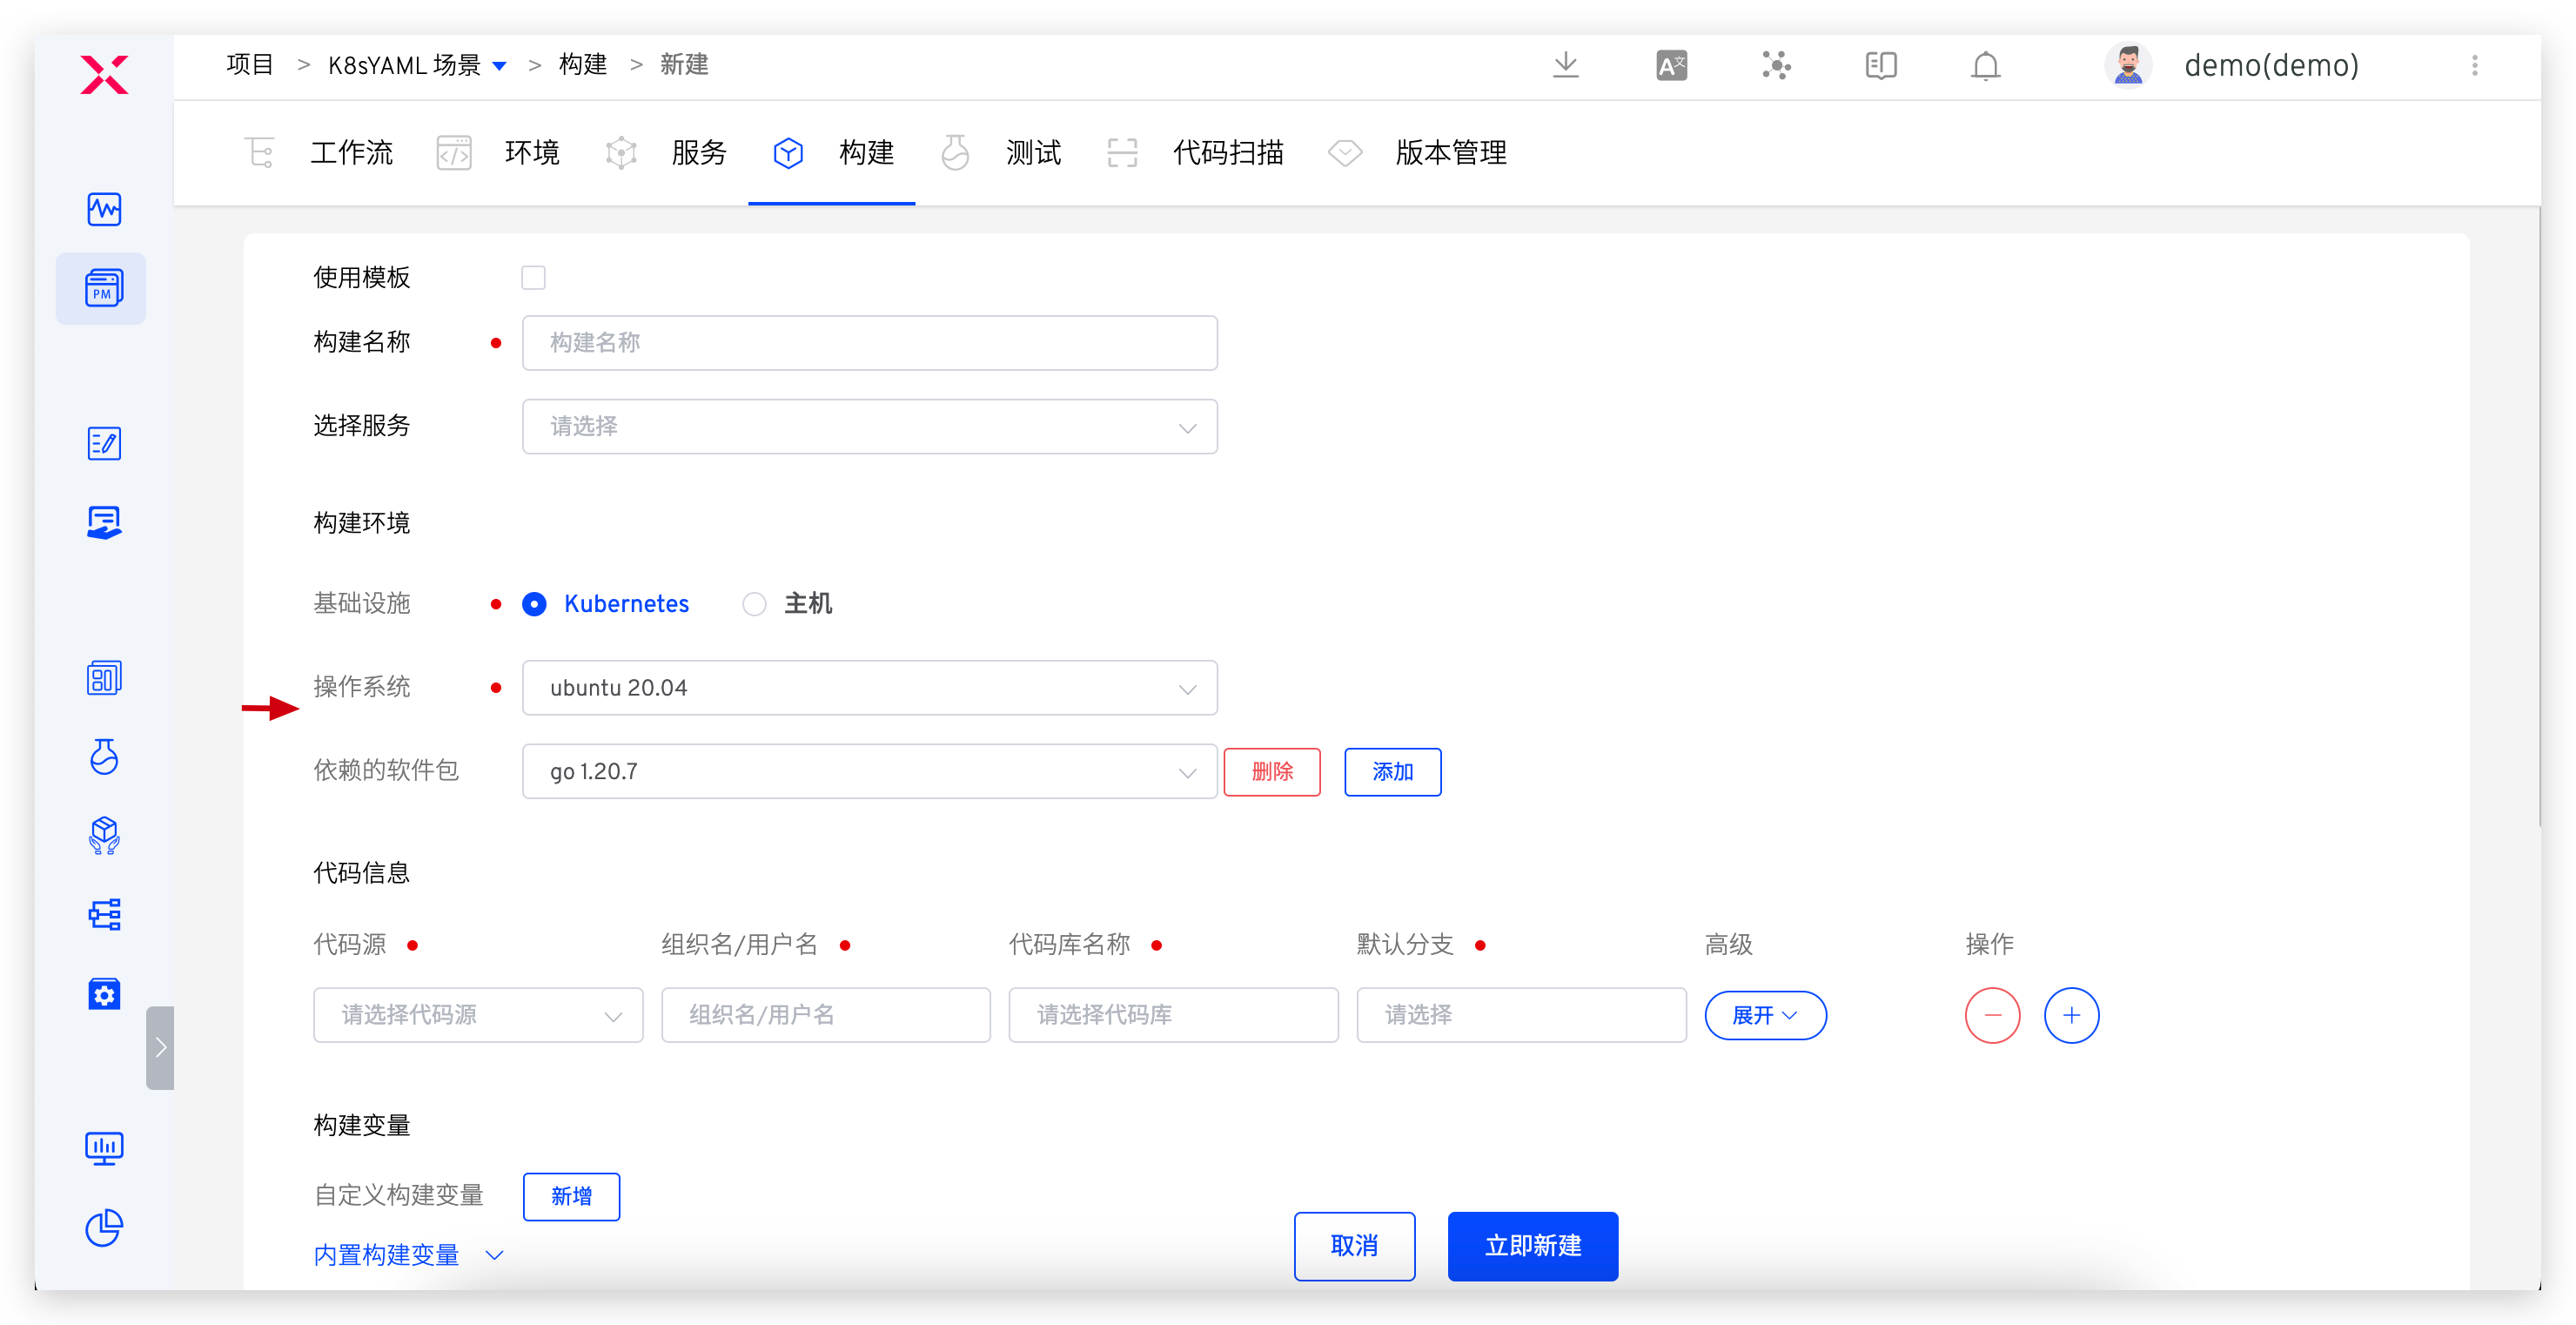 项目 > K8sYAML 场景 > 构建 > 新建
demo(demo)
工作流 环境 服务 构建 测试 代码扫描 版本管理
PM
使用模板
构建名称 构建名称
选择服务 请选择
构建环境
基础设施 Kubernetes 主机
操作系统 ubuntu 20.04
依赖的软件包 go 1.20.7 删除 添加
代码信息
代码源 组织名/用户名 代码库名称 默认分支 高级 操作
请选择代码源 组织名/用户名 请选择代码库 请选择 展开
构建变量
自定义构建变量 新增
内置构建变量
取消 立即新建